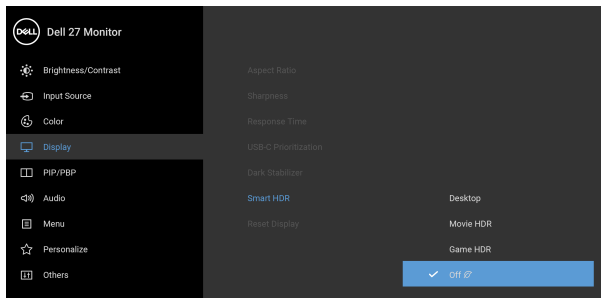 DELL
Dell 27 Monitor
Brightness/Contrast
Input Source
Color
Display
PIP/PBP
Audio
Menu
Personalize
Others
Aspect Ratio
Sharpness
Response Time
USB-C Prioritization
Dark Stabilizer
Smart HDR
Reset Display
Desktop
Movie HDR
Game HDR
Off